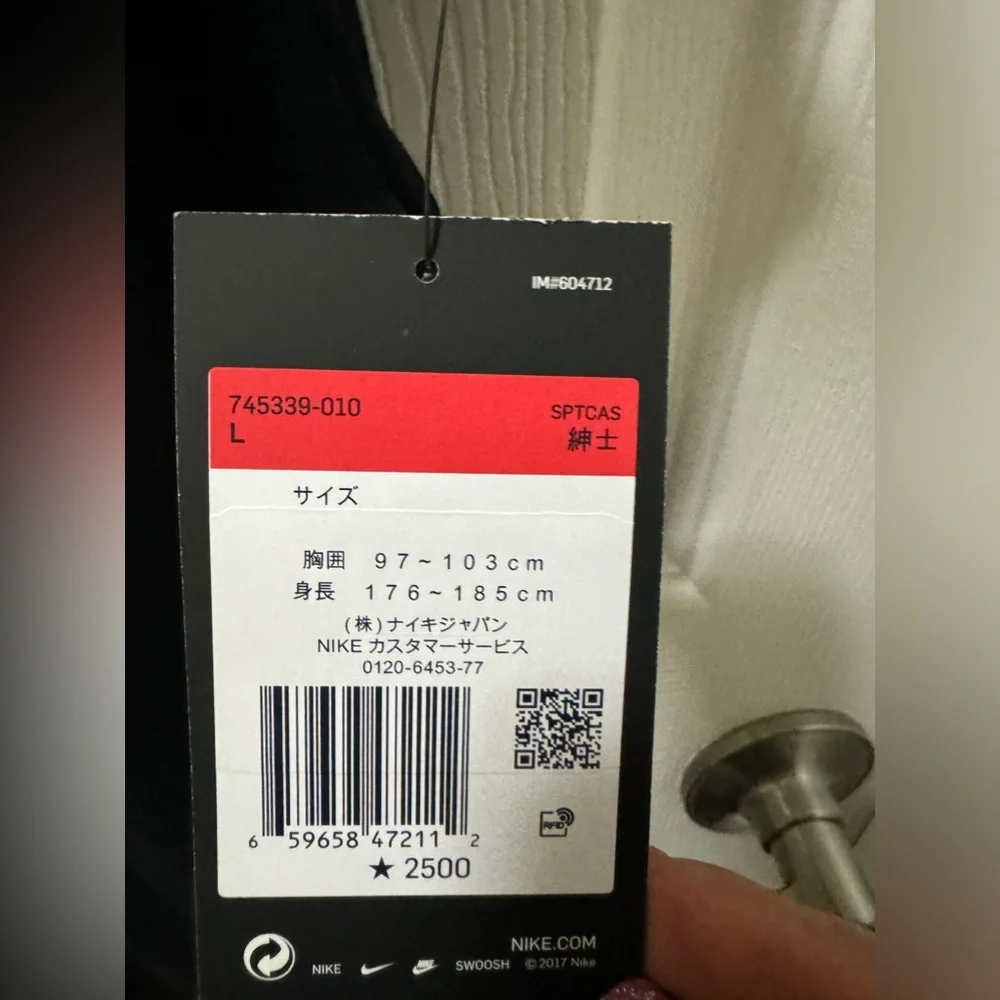 IM#604712
745339-010 SPTCAS
L 紳士
サイズ
胸囲 97~103cm
身長 176~185cm
(株)ナイキジャパン
NIKE カスタマーサービス
0120-6453-77
6 59658 47211 2
★ 2500
RFID
NIKE.COM
NIKE SWOOSH © 2017 Nike